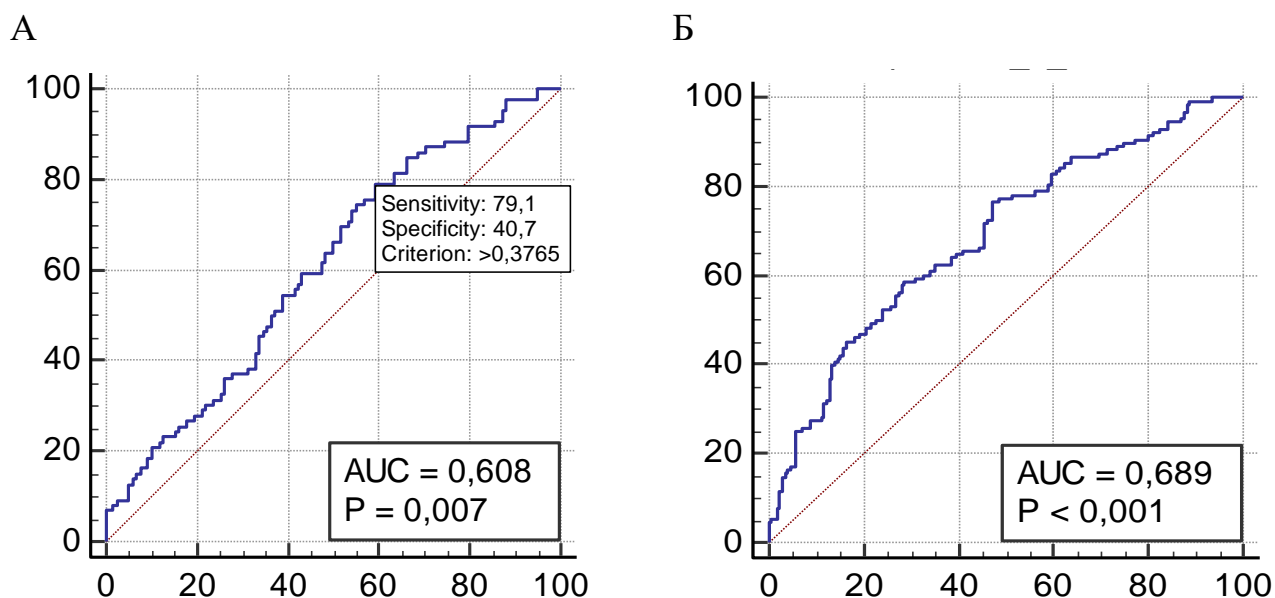 А
100
80
60
40
20
0
Sensitivity: 79,1
Specificity: 40,7
Criterion: >0,3765
AUC = 0,608
P = 0,007
0 20 40 60 80 100
Б
100
80
60
40
20
0
AUC = 0,689
P < 0,001
0 20 40 60 80 100